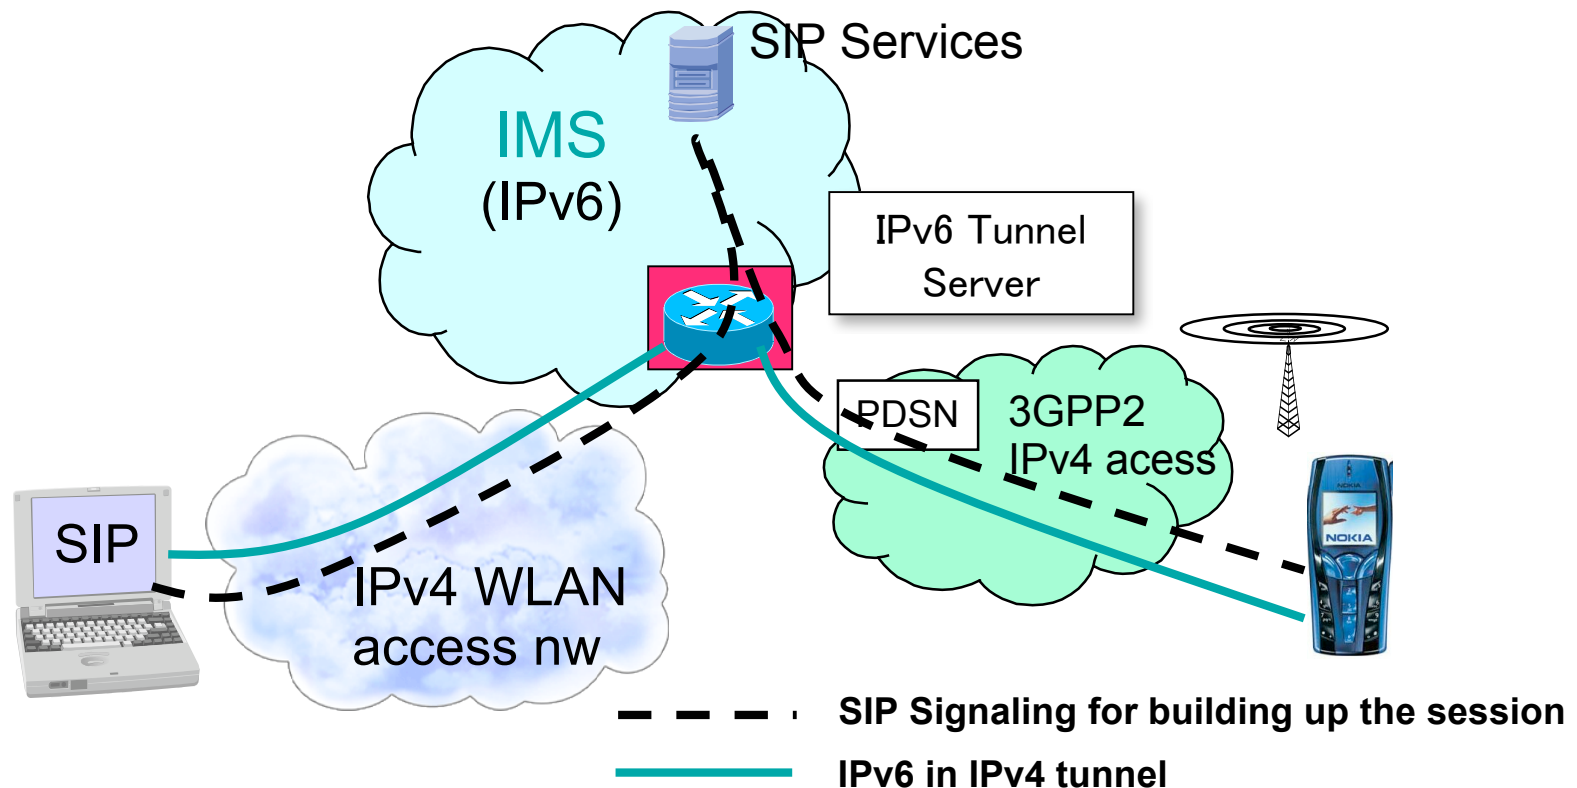 SIP Services
IMS
(IPv6)
IPv6 Tunnel
Server
PDSN
3GPP2
IPv4 acess
SIP
NOKIA
NOKIA
IPv4 WLAN
access nw
SIP Signaling for building up the session
IPv6 in IPv4 tunnel